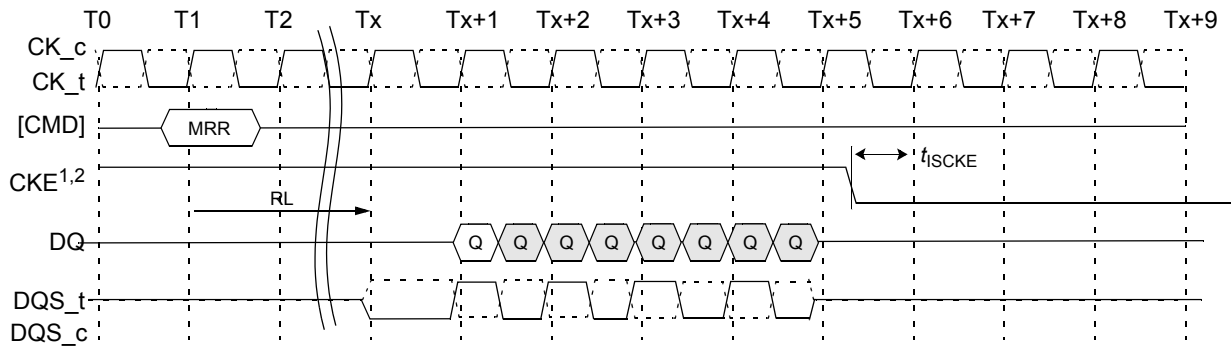 T0 T1 T2 Tx Tx+1 Tx+2 Tx+3 Tx+4 Tx+5 Tx+6 Tx+7 Tx+8 Tx+9
CK_c
CK_t
[CMD] MRR
CKE1,2 tISCKE
RL
DQ Q Q Q Q Q Q Q Q
DQS_t
DQS_c